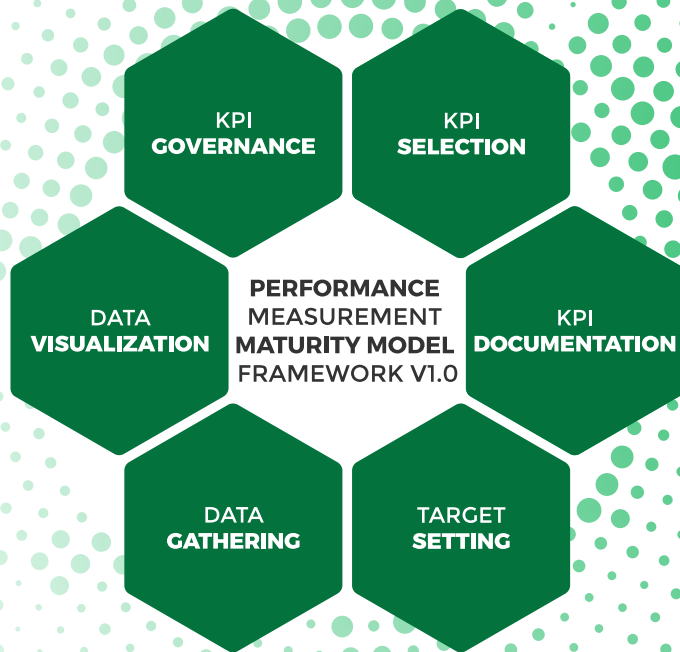 KPI
GOVERNANCE
KPI
SELECTION
DATA
VISUALIZATION
PERFORMANCE
MEASUREMENT
MATURITY MODEL
FRAMEWORK V1.0
KPI
DOCUMENTATION
DATA
GATHERING
TARGET
SETTING